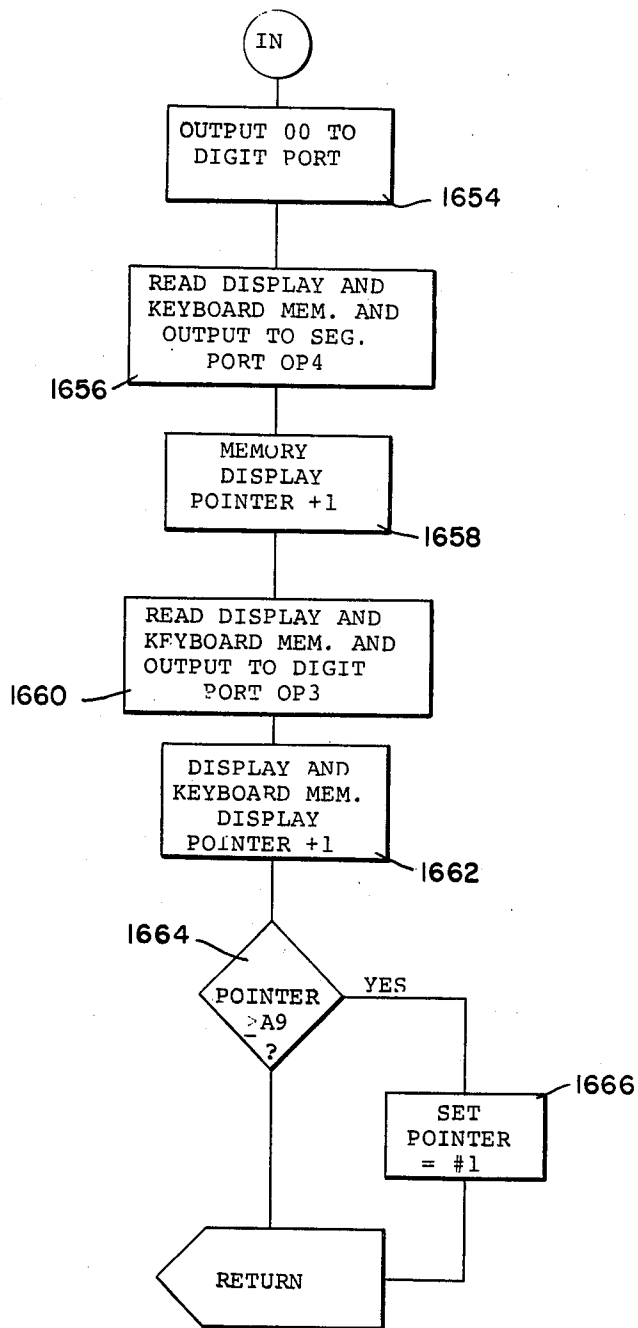 IN
OUTPUT 00 TO
DIGIT PORT
1654
READ DISPLAY AND
KEYBOARD MEM. AND
OUTPUT TO SEG.
PORT OP4
1656
MEMORY
DISPLAY
POINTER +1
1658
READ DISPLAY AND
KEYBOARD MEM. AND
OUTPUT TO DIGIT
PORT OP3
1660
DISPLAY AND
KEYBOARD MEM.
DISPLAY
POINTER +1
1662
1664
POINTER
≥A9
?
YES
1666
SET
POINTER
= #1
RETURN